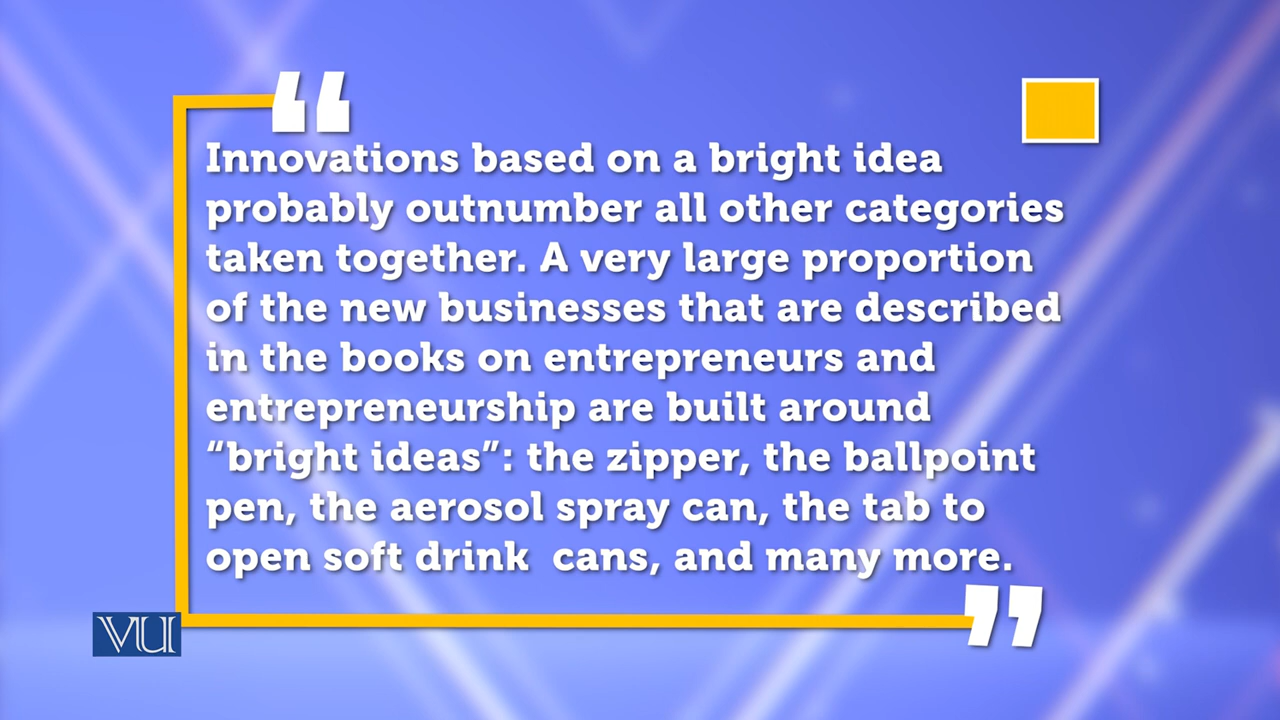 Innovations based on a bright idea
probably outnumber all other categories
taken together. A very large proportion
of the new businesses that are described
in the books on entrepreneurs and
entrepreneurship are built around
“bright ideas”: the zipper, the ballpoint
pen, the aerosol spray can, the tab to
open soft drink  cans, and many more.
VU